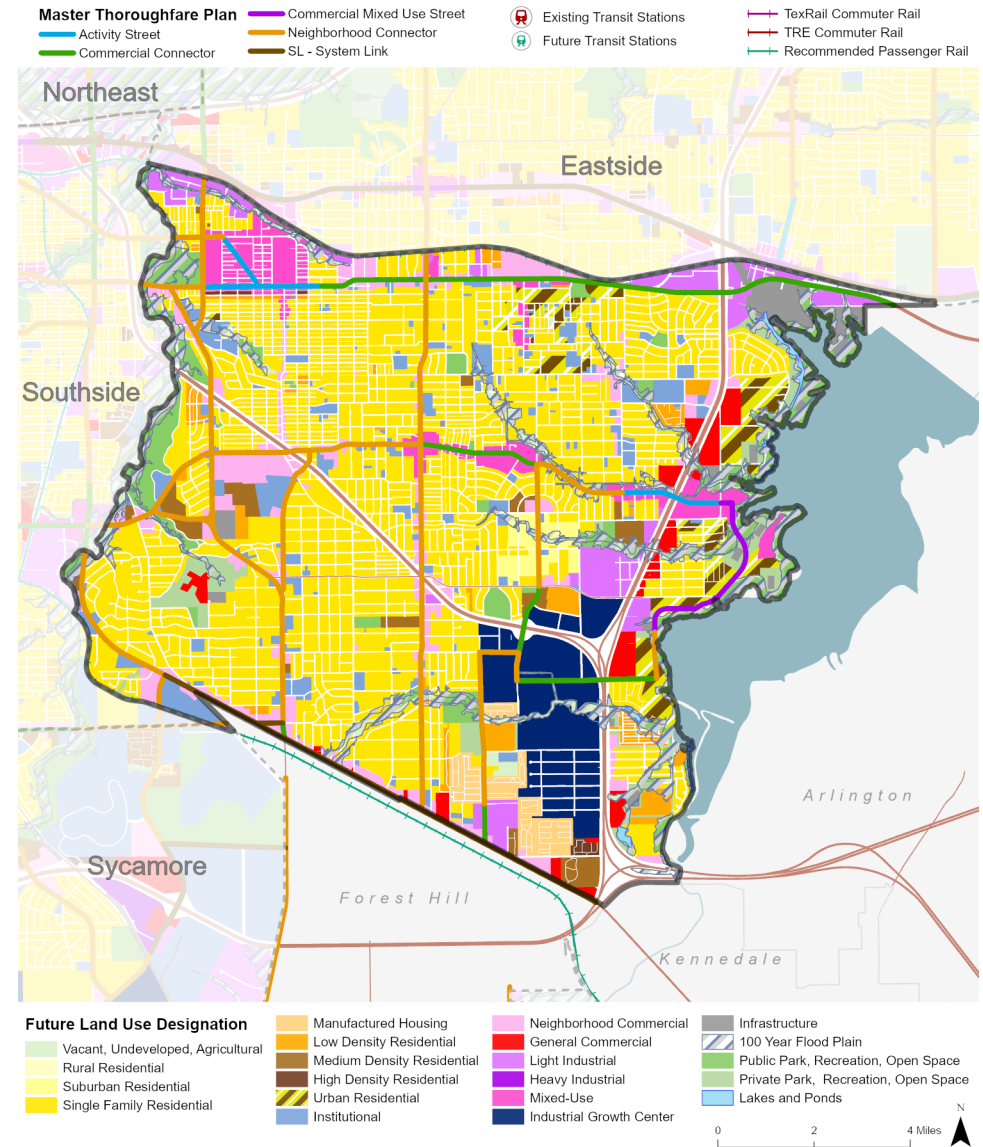 Master Thoroughfare Plan
Activity Street
Commercial Connector
Commercial Mixed Use Street
Neighborhood Connector
SL - System Link
Existing Transit Stations
Future Transit Stations
TexRail Commuter Rail
TRE Commuter Rail
Recommended Passenger Rail
Northeast
Eastside
Southside
Sycamore
Arlington
Forest Hill
Kennedale
Future Land Use Designation
Vacant, Undeveloped, Agricultural
Rural Residential
Suburban Residential
Single Family Residential
Manufactured Housing
Low Density Residential
Medium Density Residential
High Density Residential
Urban Residential
Institutional
Neighborhood Commercial
General Commercial
Light Industrial
Heavy Industrial
Mixed-Use
Industrial Growth Center
Infrastructure
100 Year Flood Plain
Public Park, Recreation, Open Space
Private Park, Recreation, Open Space
Lakes and Ponds
N
0 2 4 Miles